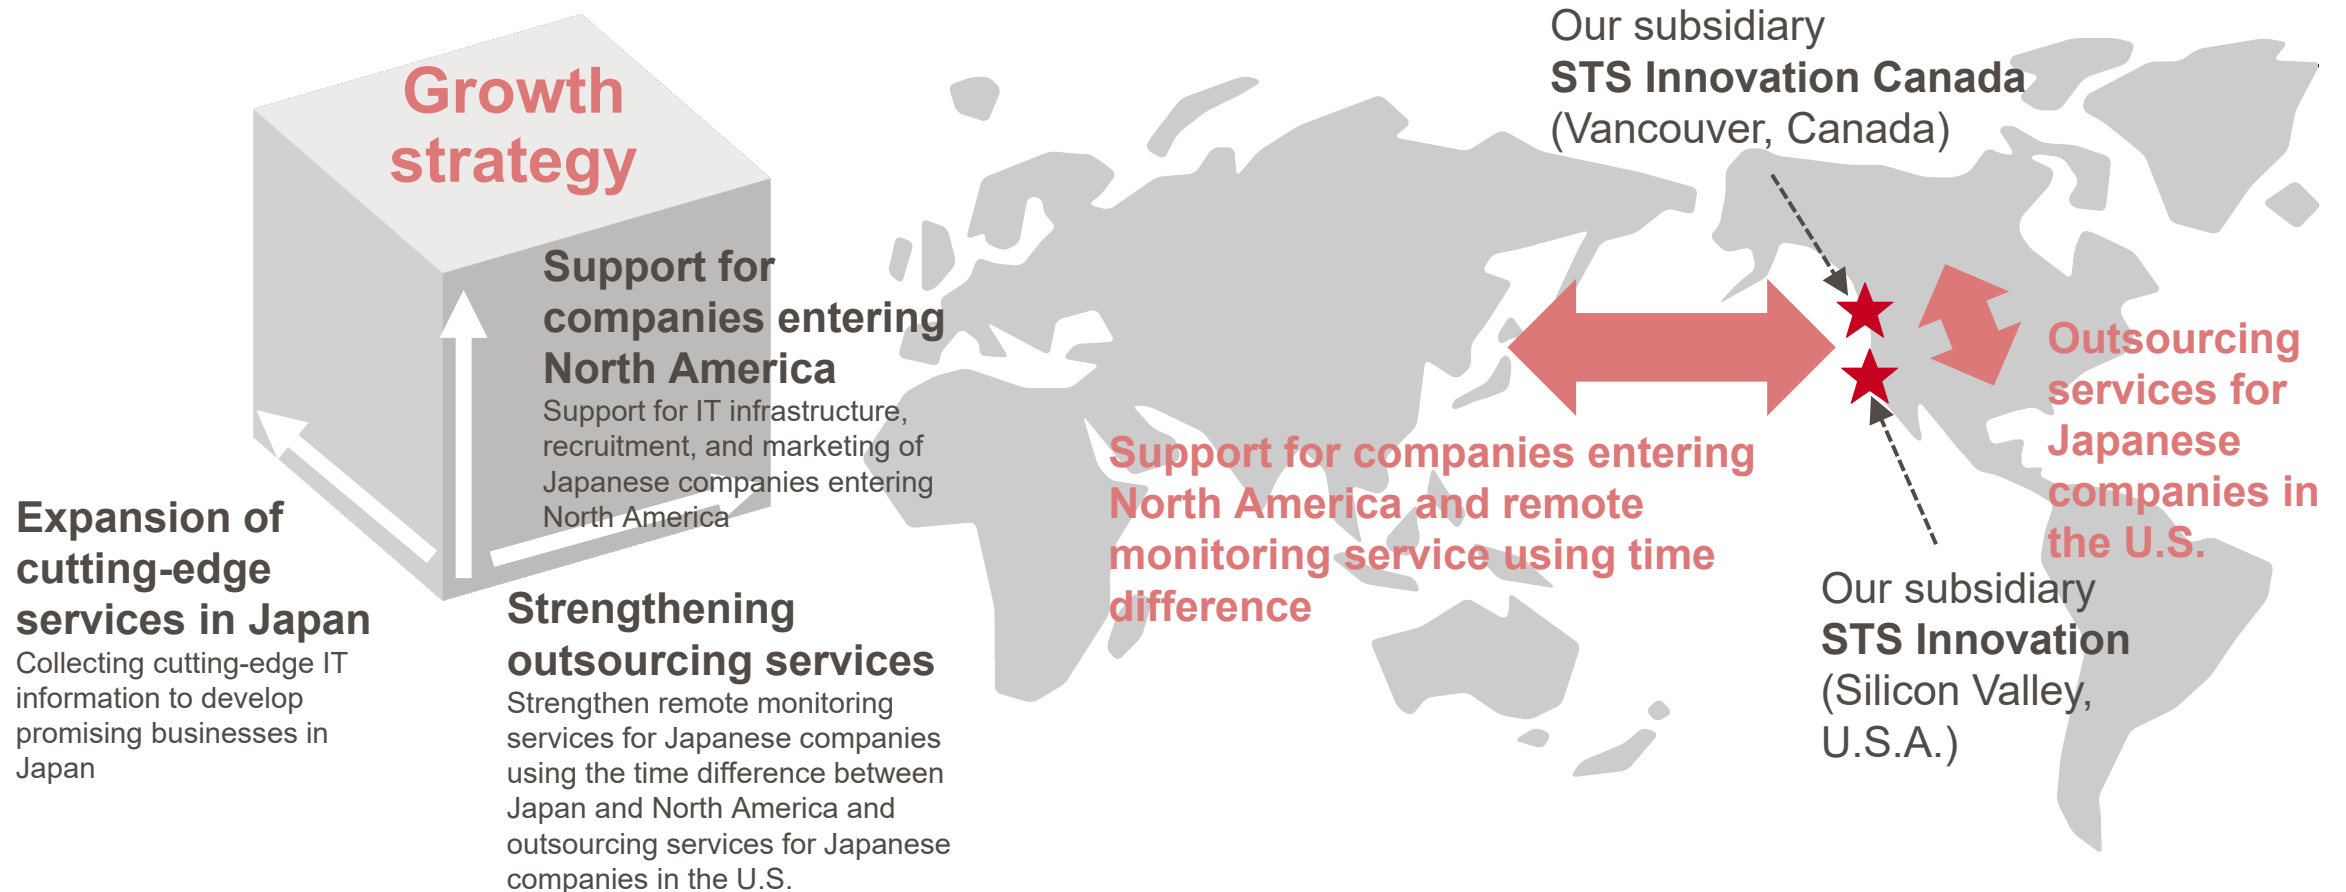 Growth
strategy
Support for
companies entering
North America
Support for IT infrastructure,
recruitment, and marketing of
Japanese companies entering
North America
Expansion of
cutting-edge
services in Japan
Collecting cutting-edge IT
information to develop
promising businesses in
Japan
Strengthening
outsourcing services
Strengthen remote monitoring
services for Japanese companies
using the time difference between
Japan and North America and
outsourcing services for Japanese
companies in the U.S.
Our subsidiary
STS Innovation Canada
(Vancouver, Canada)
Support for companies entering
North America and remote
monitoring service using time
difference
Outsourcing
services for
Japanese
companies in
the U.S.
Our subsidiary
STS Innovation
(Silicon Valley,
U.S.A.)